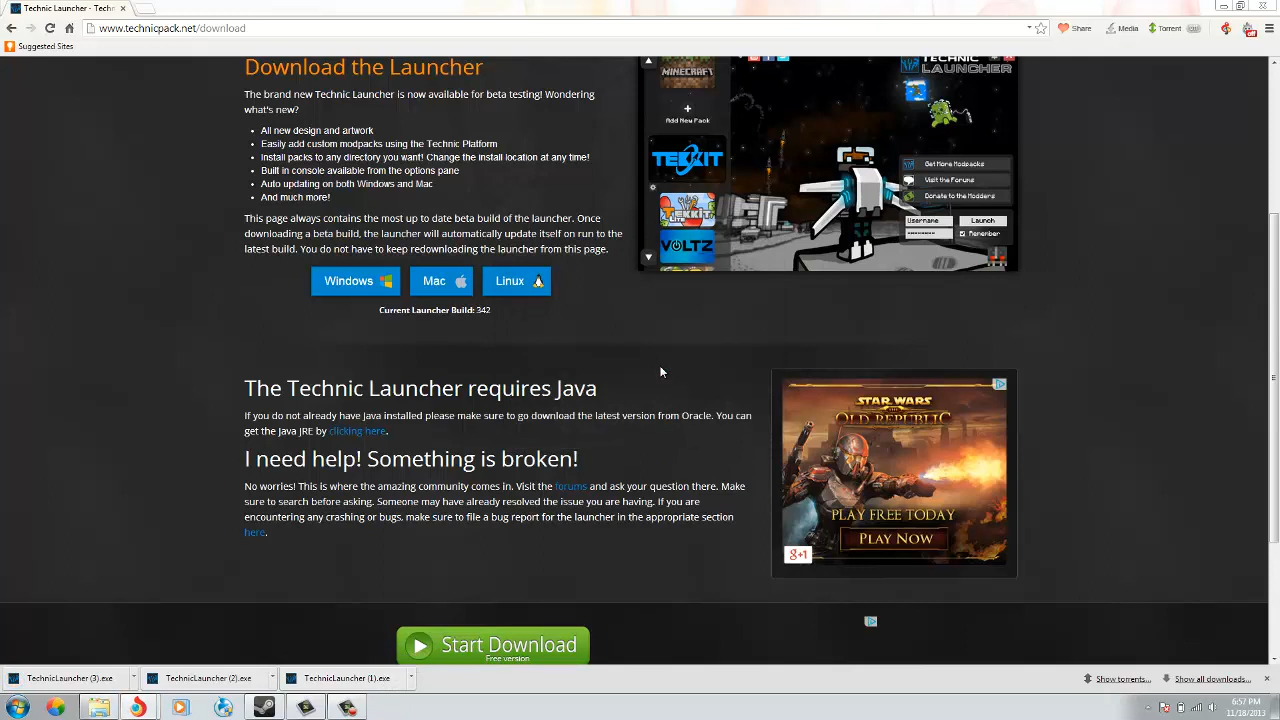 Technic Launcher - Techn
www.technicpack.net/download
Share
Media
Torrent
Off
Suggested Sites
Download the Launcher
The brand new Technic Launcher is now available for beta testing! Wondering
what's new?
All new design and artwork
Easily add custom modpacks using the Technic Platform
Install packs to any directory you want! Change the install location at any time!
Built in console available from the options pane
Auto updating on both Windows and Mac
And much more!
This page always contains the most up to date beta build of the launcher. Once
downloading a beta build, the launcher will automatically update itself on run to the
latest build. You do not have to keep redownloading the launcher from this page.
Windows
Mac
Linux
Current Launcher Build: 342
MINECRAFT
Add New Pack
TEKKIT
TEKKIT
VOLTZ
TECHNIC
LAUNCHER
Get More Modpacks
Visit the Forums
Donate to the Modders
Username
Launch
Remember
The Technic Launcher requires Java
If you do not already have Java installed please make sure to go download the latest version from Oracle. You can
get the Java JRE by clicking here.
I need help! Something is broken!
No worries! This is where the amazing community comes in. Visit the forums and ask your question there. Make
sure to search before asking. Someone may have already resolved the issue you are having. If you are
encountering any crashing or bugs, make sure to file a bug report for the launcher in the appropriate section
here.
STAR WARS
THE
OLD REPUBLIC
PLAY FREE TODAY
PLAY NOW
g+1
Start Download
Free version
TechnicLauncher (3).exe
TechnicLauncher (2).exe
TechnicLauncher (1).exe
Show torrents...
Show all downloads...
6:57 PM
11/18/2013